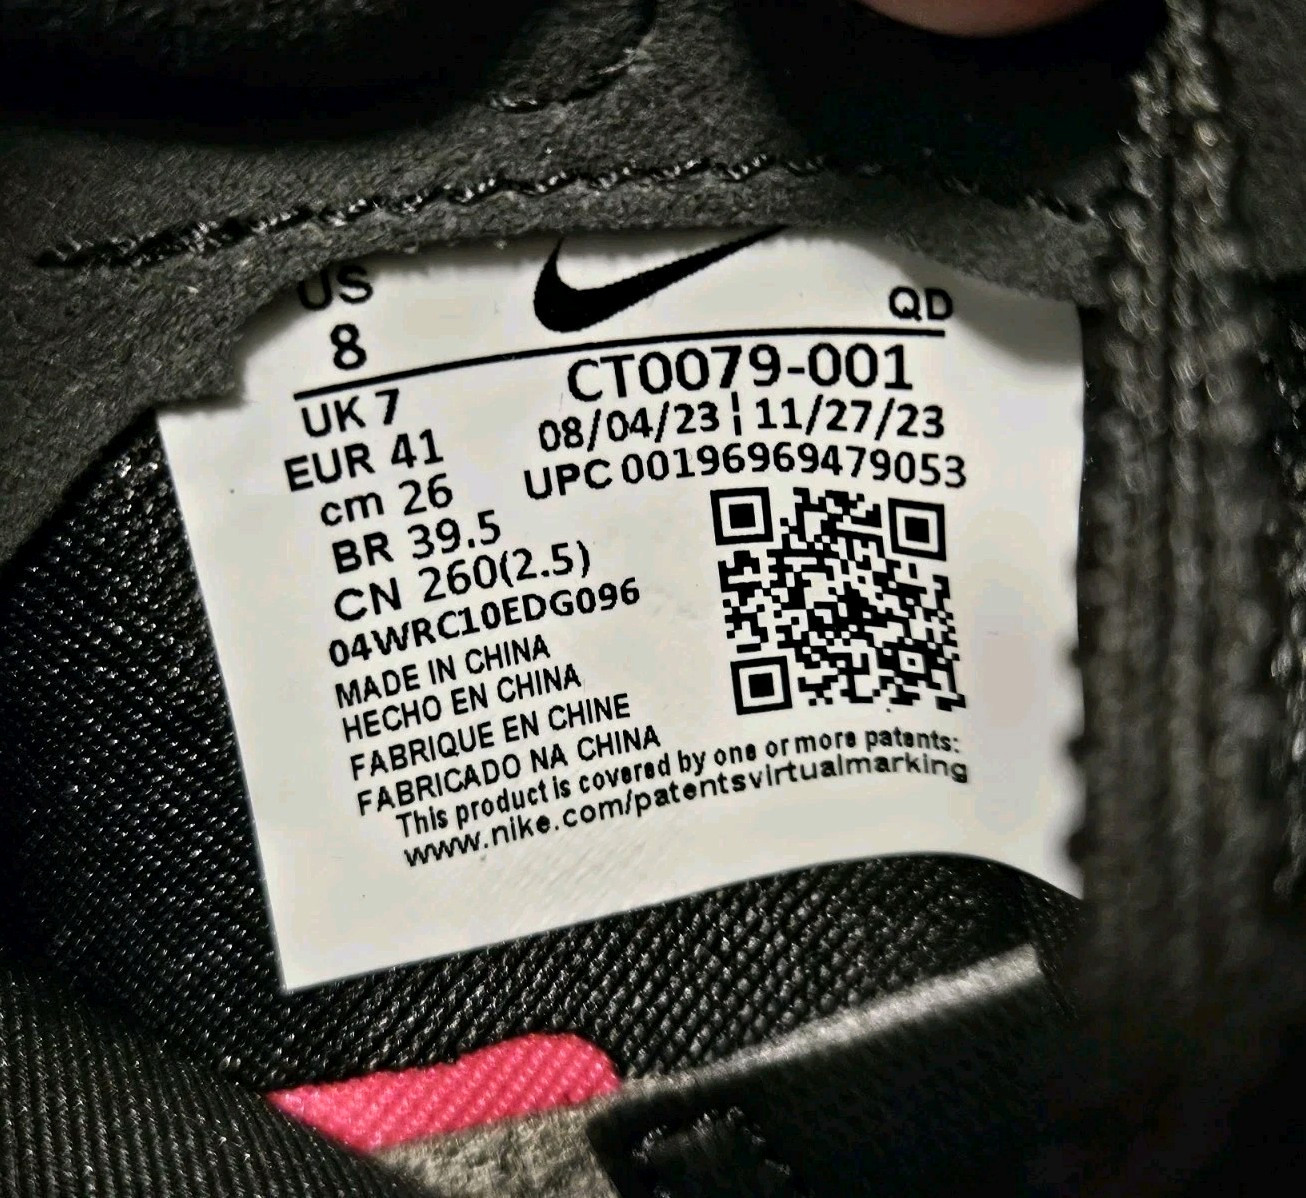 US
8
QD
UK 7
EUR 41
cm 26
BR 39.5
CN 260(2.5)
CT0079-001
08/04/23 ¦ 11/27/23
UPC 00196969479053
04WRC10EDG096
MADE IN CHINA
HECHO EN CHINA
FABRIQUE EN CHINE
FABRICADO NA CHINA
This product is covered by one or more patents:
www.nike.com/patentsvirtualmarking